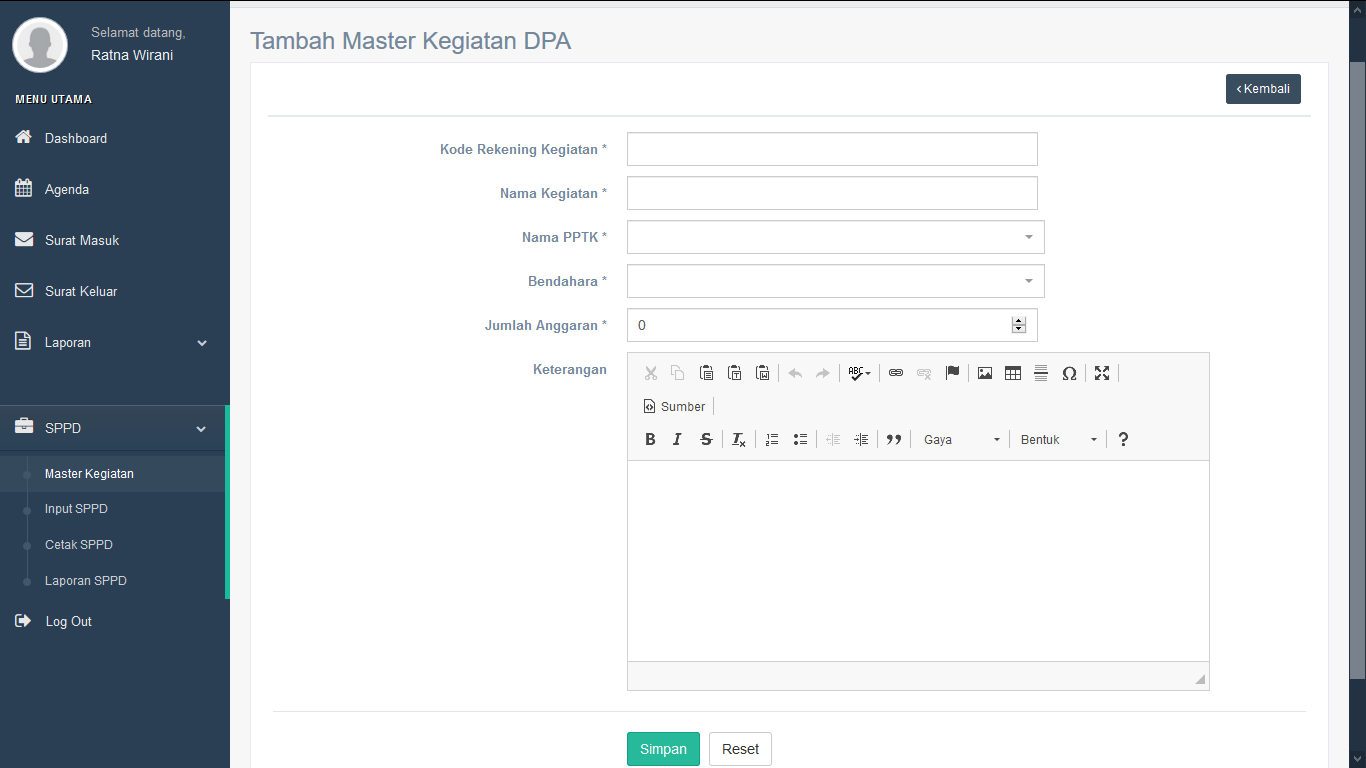 Selamat datang,
Ratna Wirani
MENU UTAMA
Dashboard
Agenda
Surat Masuk
Surat Keluar
Laporan
SPPD
Master Kegiatan
Input SPPD
Cetak SPPD
Laporan SPPD
Log Out
Tambah Master Kegiatan DPA
Kembali
Kode Rekening Kegiatan *
Nama Kegiatan *
Nama PPTK *
Bendahara *
Jumlah Anggaran * 0
Keterangan
ABC
Ω
Sumber
B I S Tx Gaya Bentuk ?
Simpan Reset